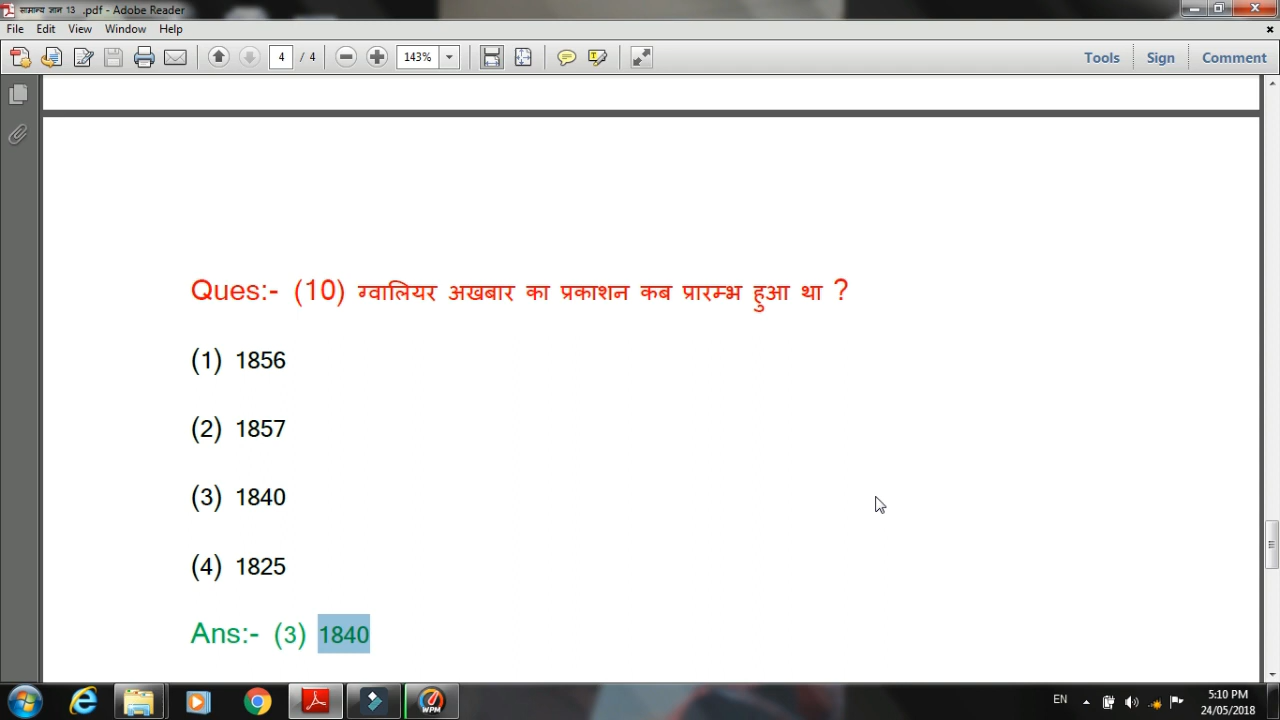 सामान्य ज्ञान 13 .pdf - Adobe Reader
File Edit View Window Help
4 / 4 143% Tools Sign Comment
Ques:- (10) ग्वालियर अखबार का प्रकाशन कब प्रारम्भ हुआ था ?
(1) 1856
(2) 1857
(3) 1840
(4) 1825
Ans:- (3) 1840
WPM
EN 5:10 PM
24/05/2018